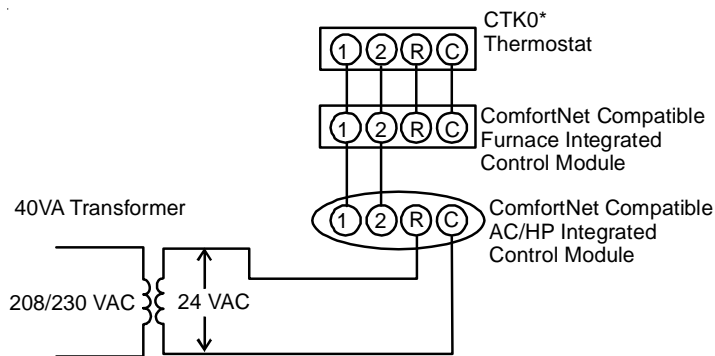 CTK0*
Thermostat
1 2 R C
1 2 R C
ComfortNet Compatible
Furnace Integrated
Control Module
40VA Transformer
1 2 R C
ComfortNet Compatible
AC/HP Integrated
Control Module
208/230 VAC
24 VAC